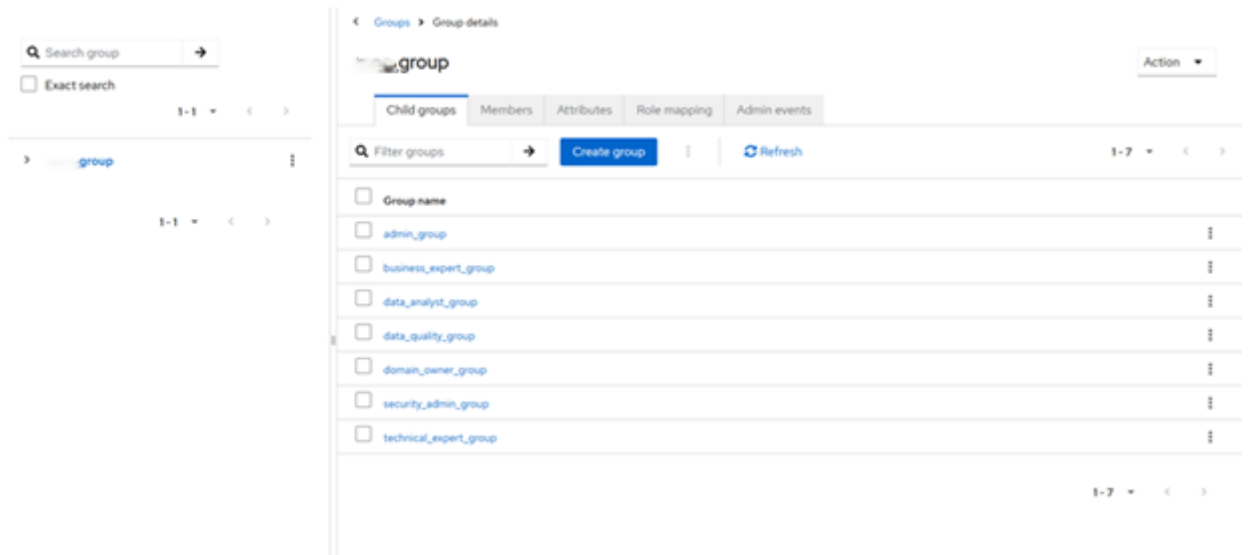 Search group
Exact search
1-1
group
1-1
Groups > Group details
group
Action
Child groups Members Attributes Role mapping Admin events
Filter groups Create group Refresh 1-7
Group name
admin_group
business_expert_group
data_analyst_group
data_quality_group
domain_owner_group
security_admin_group
technical_expert_group
1-7